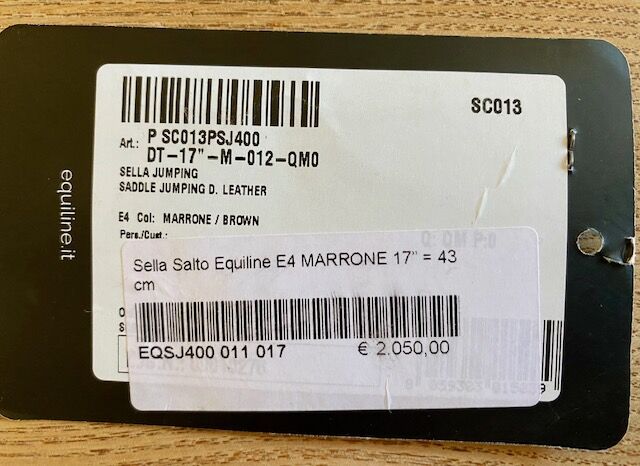 SC013
Art.: P SC013PSJ400
DT-17"-M-012-QM0
SELLA JUMPING
SADDLE JUMPING D. LEATHER
E4 Col: MARRONE / BROWN
Pers./Cust.:
Sella Salto Equiline E4 MARRONE 17" = 43
cm
EQSJ400 011 017 € 2.050,00
equiline.it